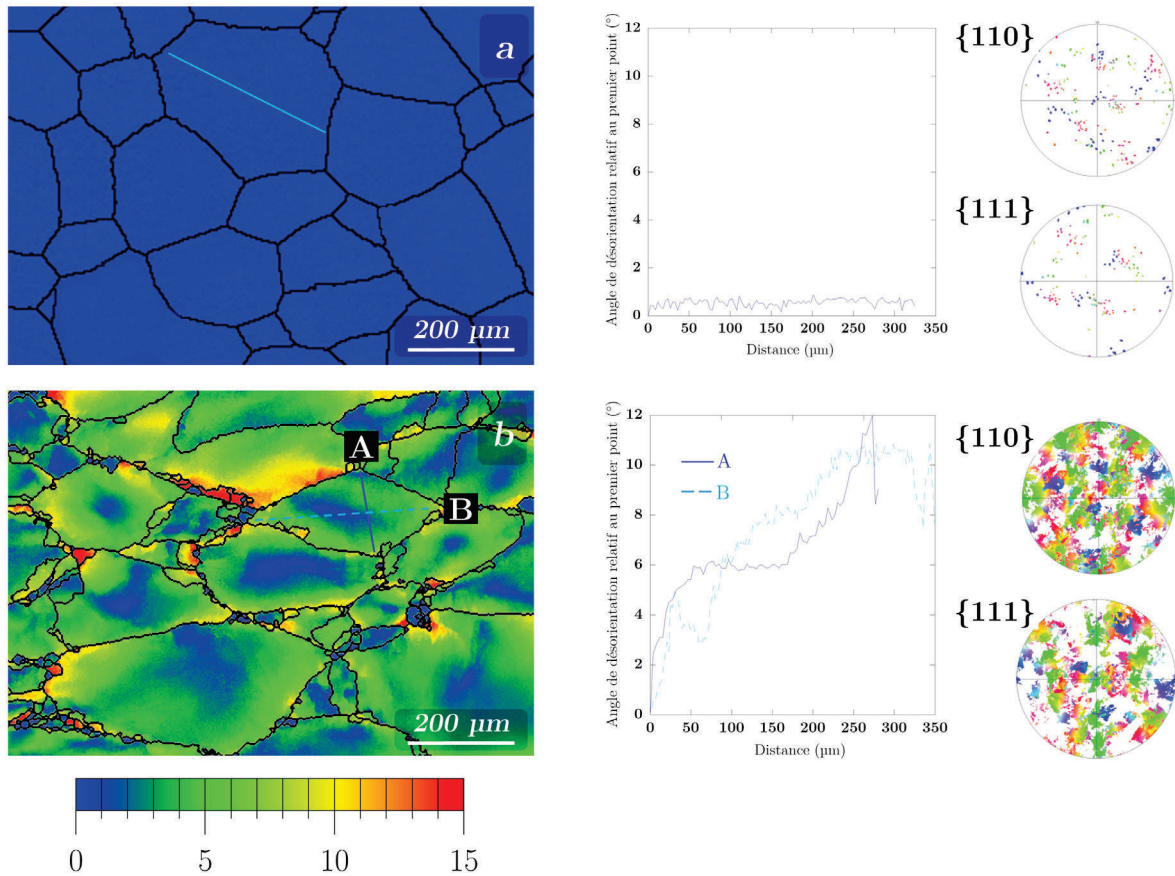 a
200 µm
Angle de désorientation relatif au premier point (°)
12
10
8
6
4
2
0
0 50 100 150 200 250 300 350
Distance (µm)
{110}
{111}
b
A
B
200 µm
Angle de désorientation relatif au premier point (°)
12
10
8
6
4
2
0
A
B
0 50 100 150 200 250 300 350
Distance (µm)
{110}
{111}
0 5 10 15